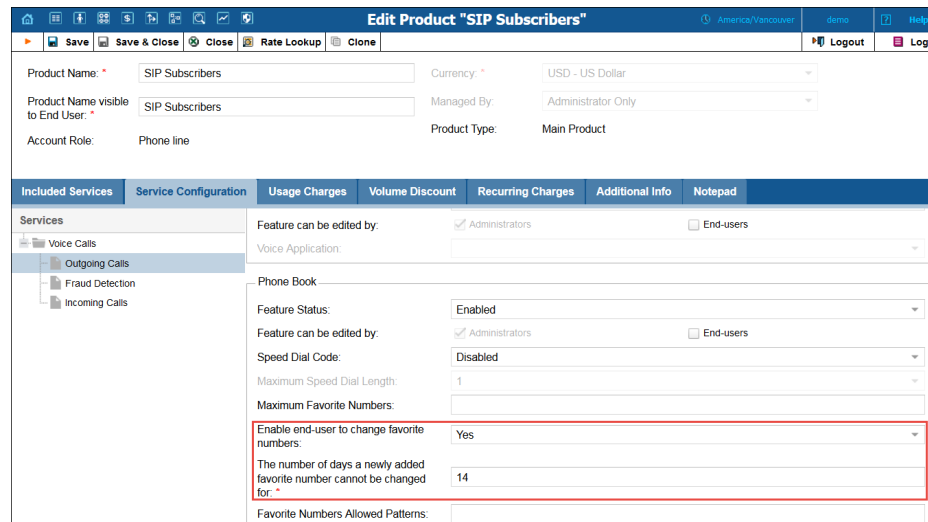 Edit Product "SIP Subscribers"
America/Vancouver
demo
Help
Save
Save & Close
Close
Rate Lookup
Clone
Logout
Log
Product Name: *
SIP Subscribers
Currency: *
USD - US Dollar
Product Name visible
to End User: *
SIP Subscribers
Managed By:
Administrator Only
Product Type:
Main Product
Account Role:
Phone line
Included Services
Service Configuration
Usage Charges
Volume Discount
Recurring Charges
Additional Info
Notepad
Services
Voice Calls
Outgoing Calls
Fraud Detection
Incoming Calls
Feature can be edited by:
Administrators
End-users
Voice Application:
Phone Book
Feature Status:
Enabled
Feature can be edited by:
Administrators
End-users
Speed Dial Code:
Disabled
Maximum Speed Dial Length:
1
Maximum Favorite Numbers:
Enable end-user to change favorite
numbers:
Yes
The number of days a newly added
favorite number cannot be changed
for: *
14
Favorite Numbers Allowed Patterns: